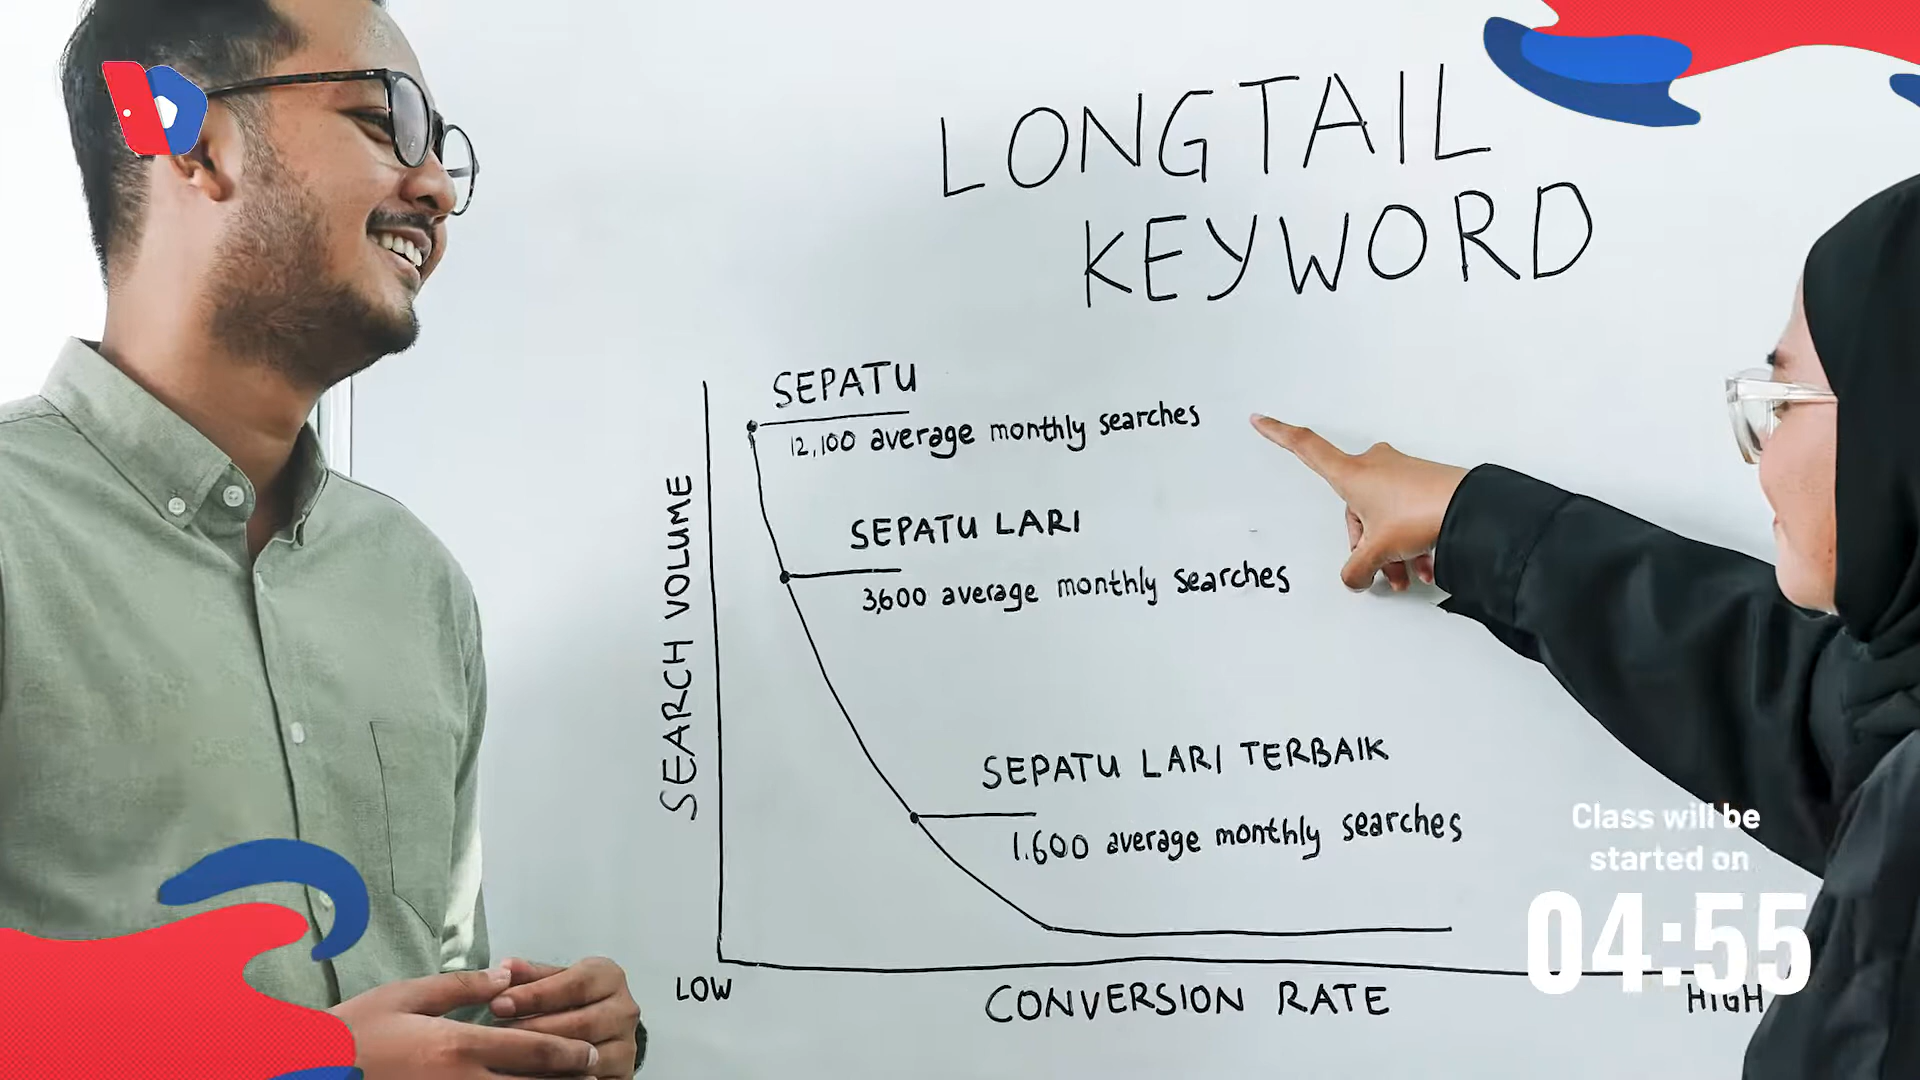 LONGTAIL
KEYWORD
SEPATU
12,100 average monthly searches
SEPATU LARI
3,600 average monthly searches
SEPATU LARI TERBAIK
1.600 average monthly searches
SEARCH VOLUME
LOW
CONVERSION RATE
HIGH
Class will be
started on
04:55